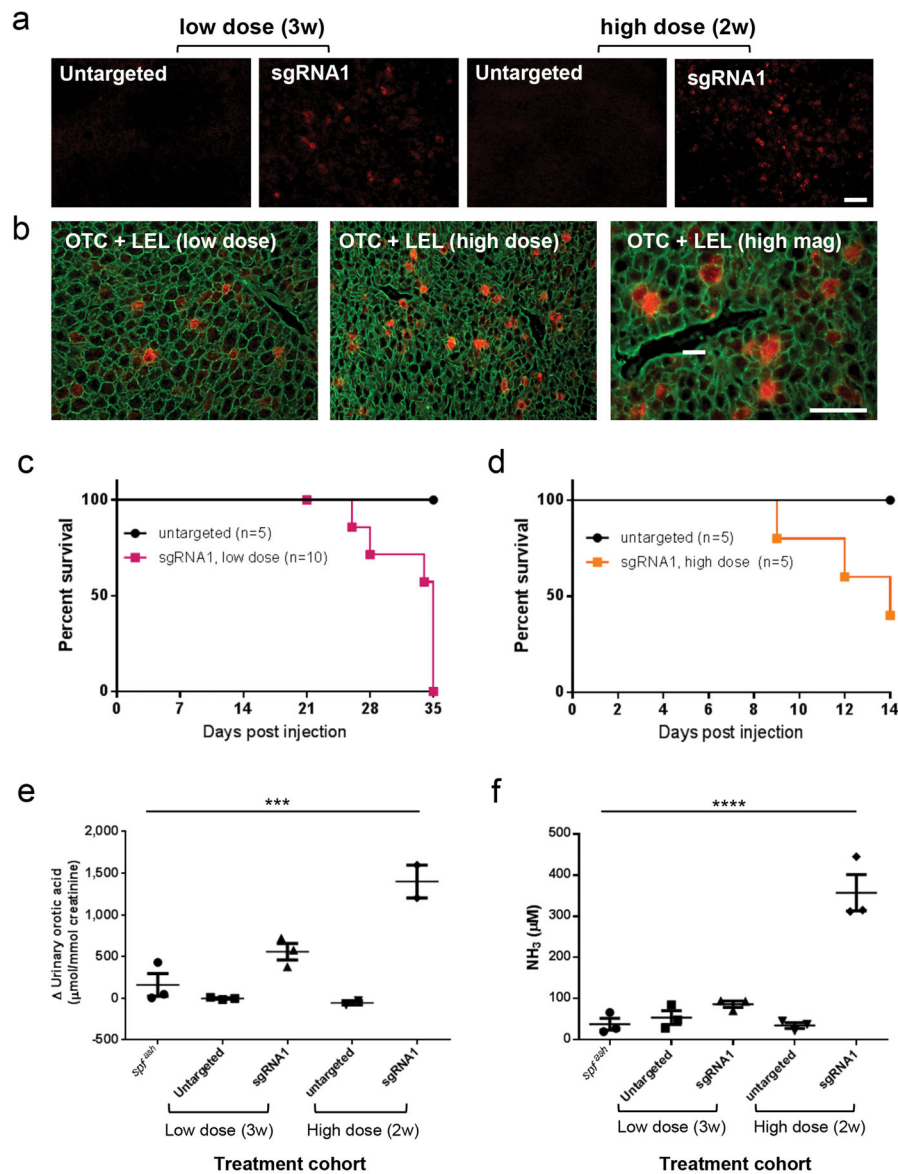 a
low dose (3w)
high dose (2w)
Untargeted
sgRNA1
Untargeted
sgRNA1
b
OTC + LEL (low dose)
OTC + LEL (high dose)
OTC + LEL (high mag)
c
Percent survival
100
50
0
untargeted (n=5)
sgRNA1, low dose (n=10)
0 7 14 21 28 35
Days post injection
d
Percent survival
100
50
0
untargeted (n=5)
sgRNA1, high dose (n=5)
0 2 4 6 8 10 12 14
Days post injection
e
***
Δ Urinary orotic acid
(μmol/mmol creatinine)
2,000
1,500
1,000
500
0
-500
spf ash
Untargeted
sgRNA1
untargeted
sgRNA1
Low dose (3w)
High dose (2w)
Treatment cohort
f
****
NH₃ (μM)
500
400
300
200
100
0
spf ash
Untargeted
sgRNA1
untargeted
sgRNA1
Low dose (3w)
High dose (2w)
Treatment cohort